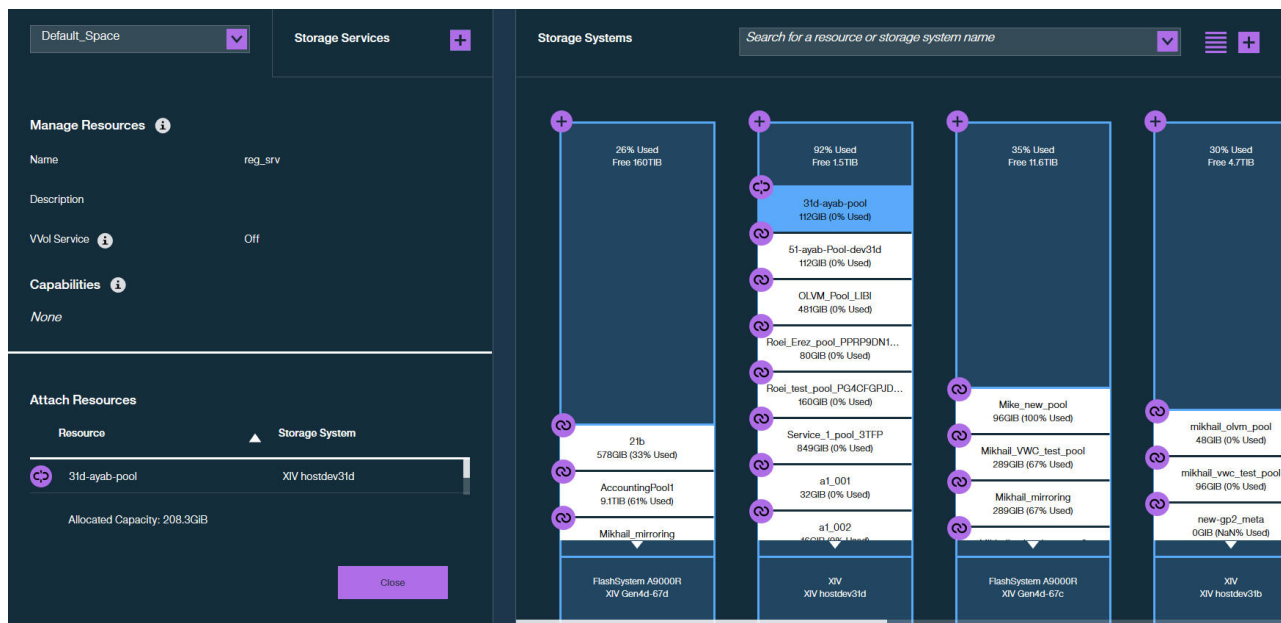 Default_Space
Storage Services
Manage Resources
Name reg_srv
Description
VVol Service Off
Capabilities
None
Attach Resources
Resource Storage System
31d-ayab-pool XIV hostdev31d
Allocated Capacity: 208.3GiB
Close
Storage Systems
Search for a resource or storage system name
26% Used
Free 160TIB
21b
578GIB (33% Used)
AccountingPool1
9.1TIB (61% Used)
Mikhail_mirroring
FlashSystem A9000R
XIV Gen4d-67d
92% Used
Free 1.5TIB
31d-ayab-pool
112GIB (0% Used)
51-ayab-Pool-dev31d
112GIB (0% Used)
OLVM_Pool_LIBI
481GIB (0% Used)
Roei_Erez_pool_PPRP9DN1...
80GIB (0% Used)
Roei_test_pool_PG4CFGPJD...
160GIB (0% Used)
Service_1_pool_3TFP
849GIB (0% Used)
a1_001
32GIB (0% Used)
a1_002
XIV
XIV hostdev31d
35% Used
Free 11.6TIB
Mike_new_pool
96GIB (100% Used)
Mikhail_VWC_test_pool
289GIB (67% Used)
Mikhail_mirroring
289GIB (67% Used)
FlashSystem A9000R
XIV Gen4d-67c
30% Used
Free 4.7TIB
mikhail_olvm_pool
48GIB (0% Used)
mikhail_vwc_test_pool
96GIB (0% Used)
new-gp2_meta
0GIB (NaN% Used)
XIV
XIV hostdev31b